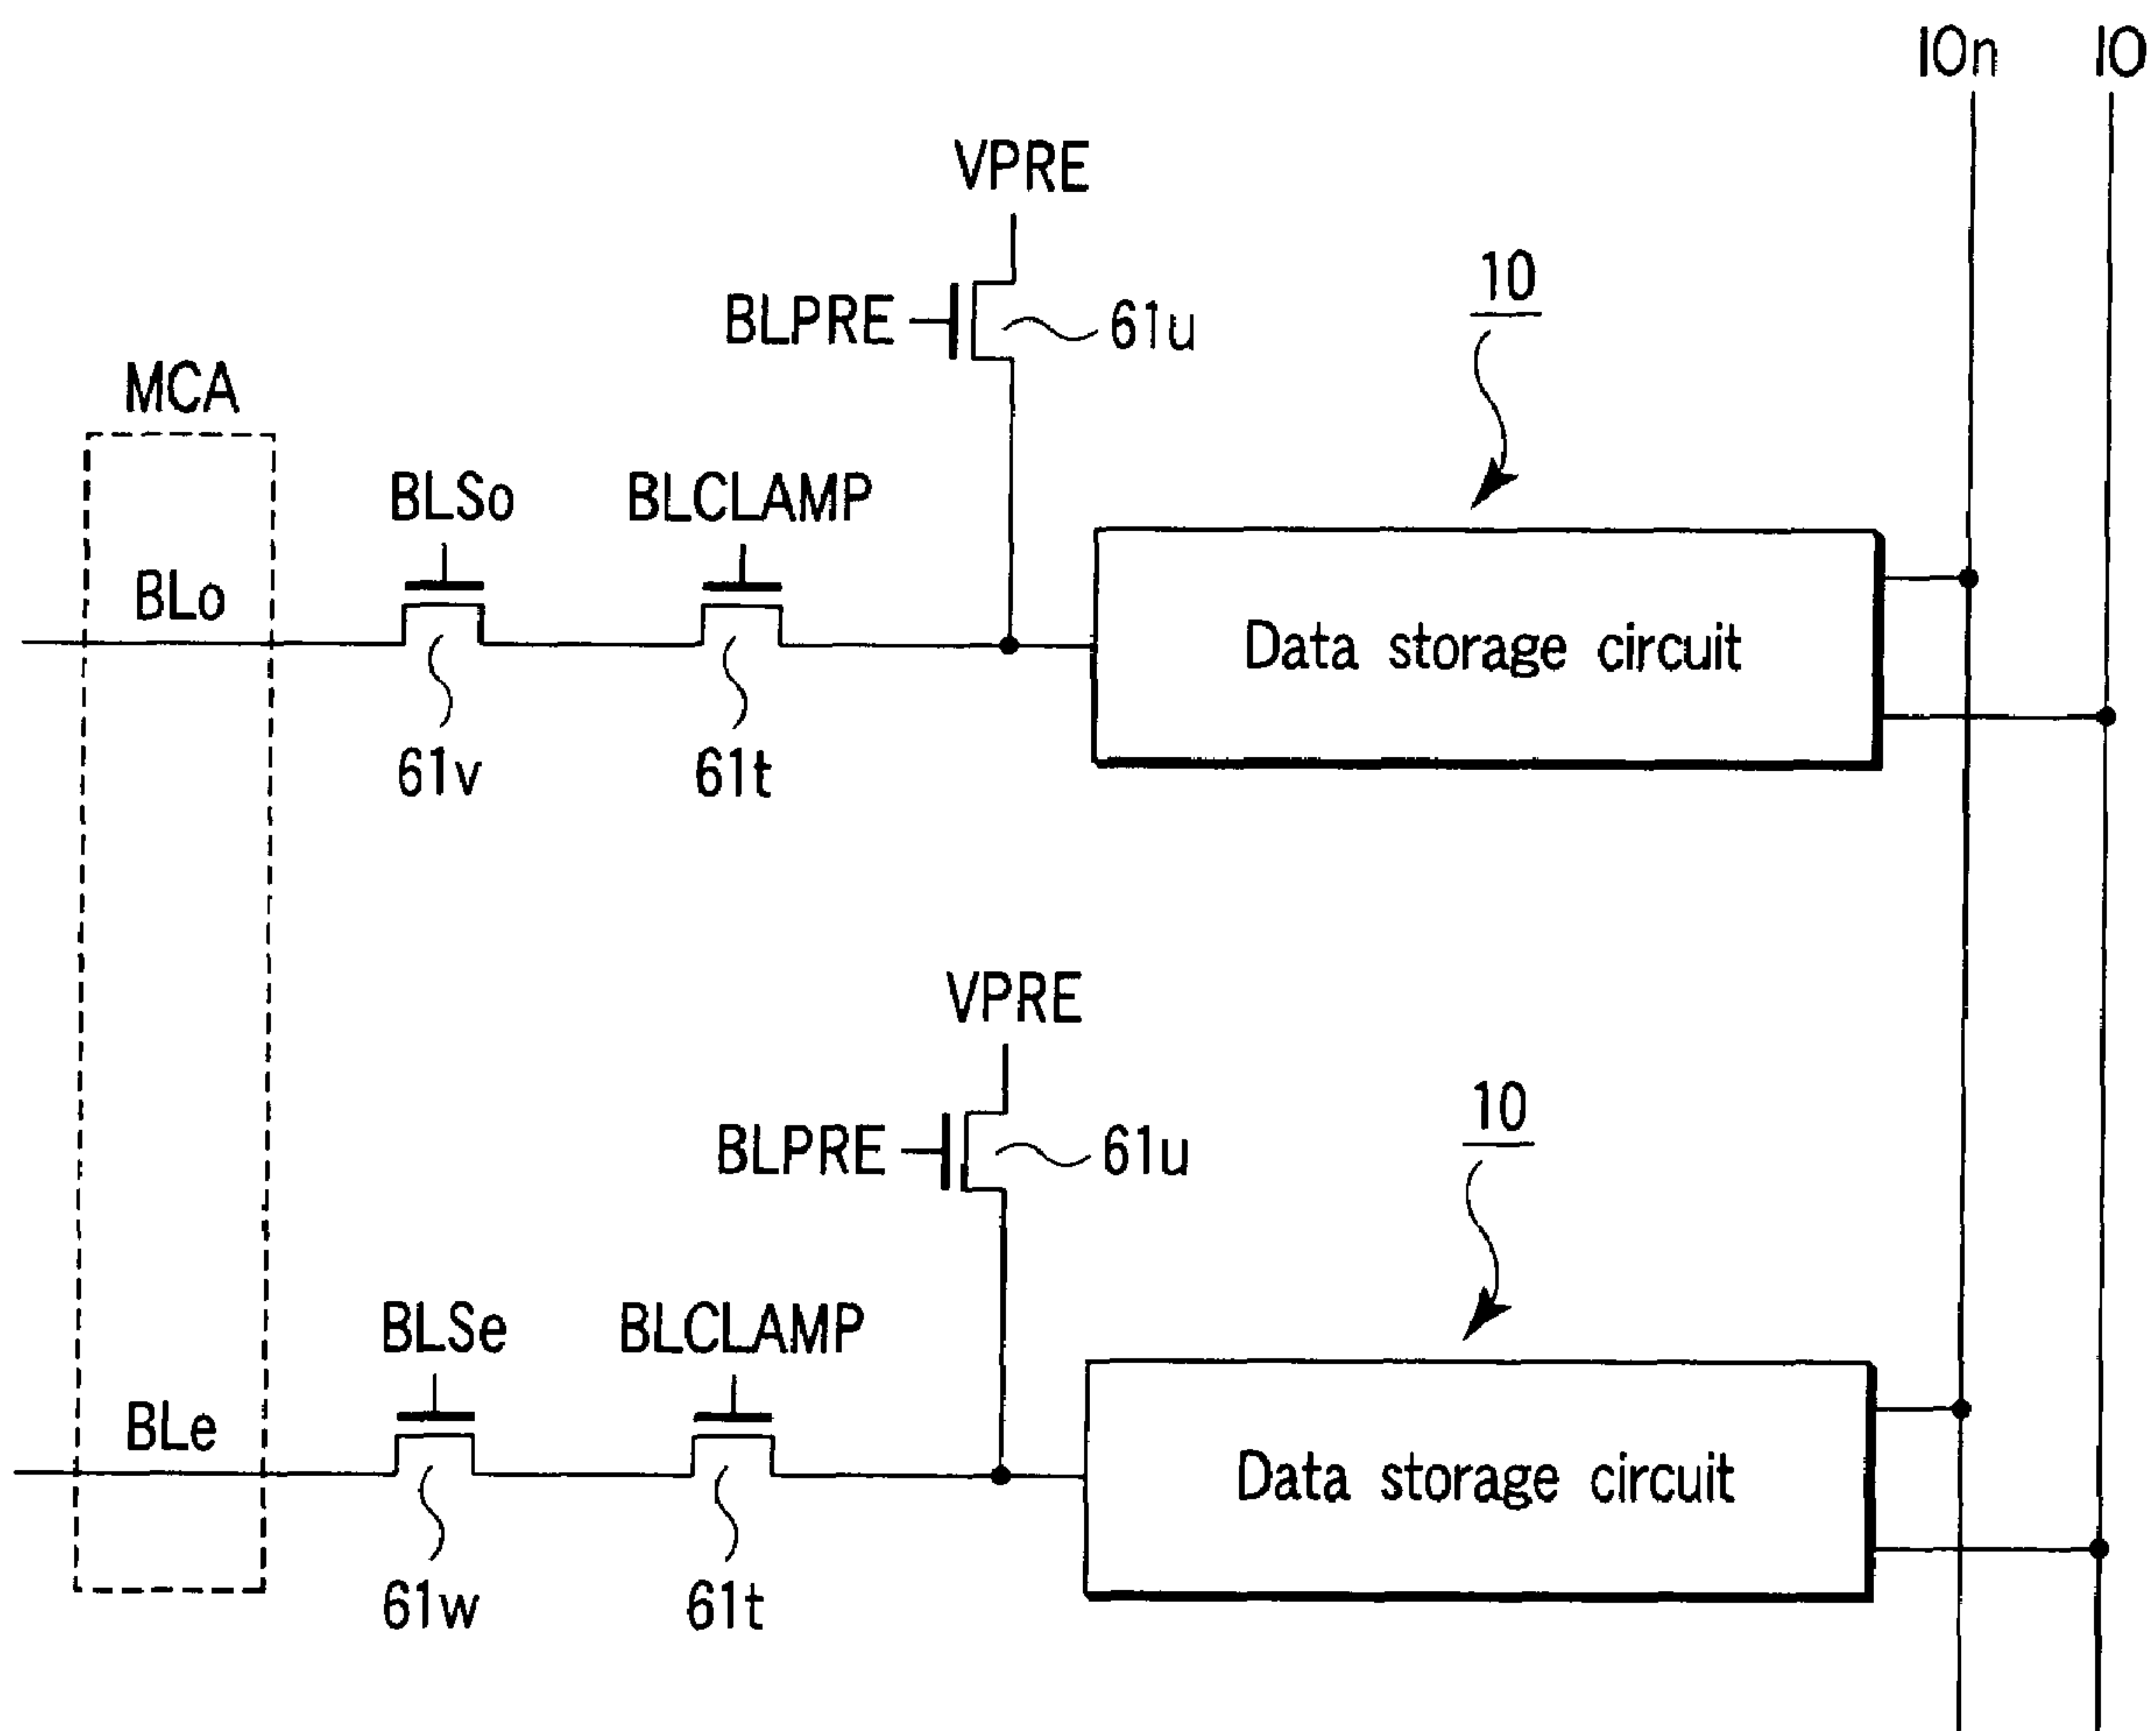 IOn IO
VPRE
BLPRE 61u
10
MCA
BLSo BLCLAMP
BLo
Data storage circuit
61v 61t
VPRE
BLPRE 61u
10
BLSe BLCLAMP
BLe
Data storage circuit
61w 61t